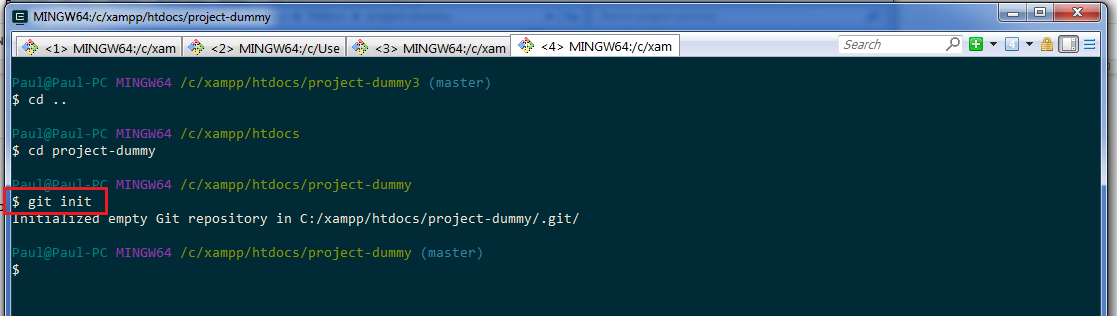 MINGW64:/c/xampp/htdocs/project-dummy
<1> MINGW64:/c/xam
<2> MINGW64:/c/Use
<3> MINGW64:/c/xam
<4> MINGW64:/c/xam
Search
Paul@Paul-PC MINGW64 /c/xampp/htdocs/project-dummy3 (master)
$ cd ..
Paul@Paul-PC MINGW64 /c/xampp/htdocs
$ cd project-dummy
Paul@Paul-PC MINGW64 /c/xampp/htdocs/project-dummy
$ git init
Initialized empty Git repository in C:/xampp/htdocs/project-dummy/.git/
Paul@Paul-PC MINGW64 /c/xampp/htdocs/project-dummy (master)
$